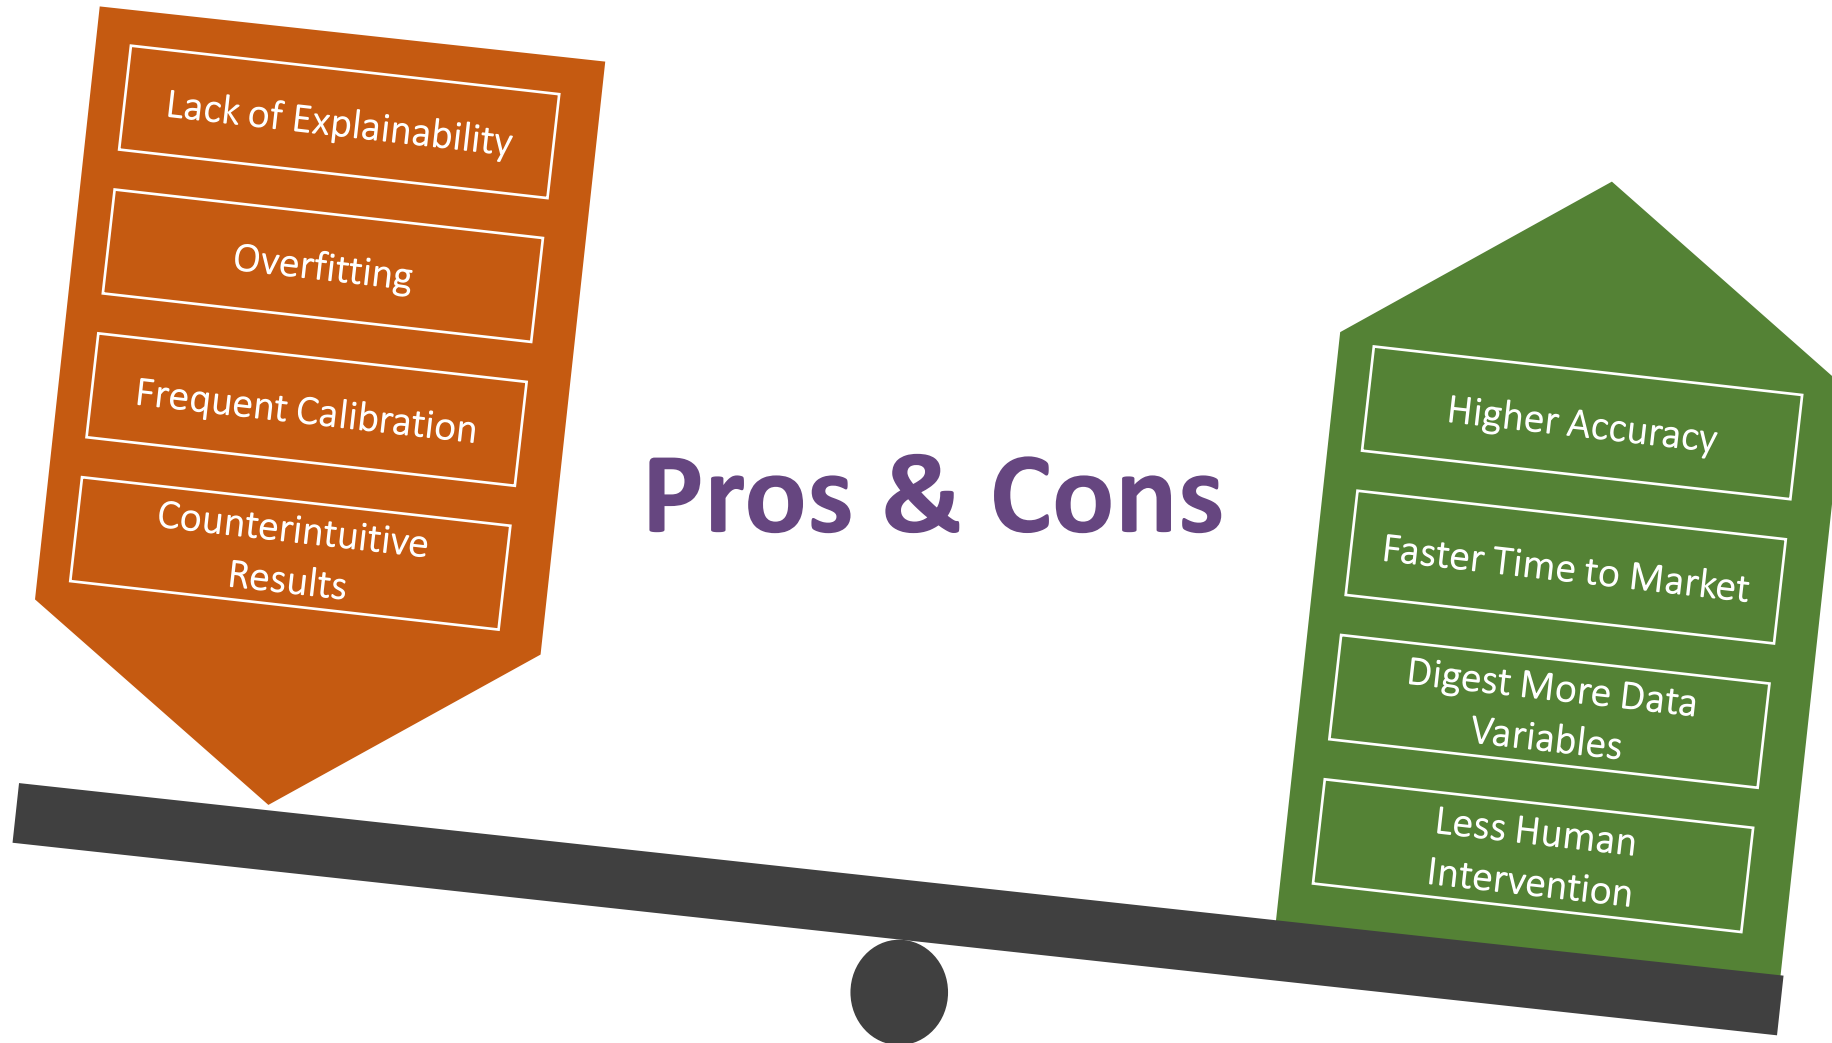 Lack of Explainability
Overfitting
Frequent Calibration
Counterintuitive
Results
Pros & Cons
Higher Accuracy
Faster Time to Market
Digest More Data
Variables
Less Human
Intervention